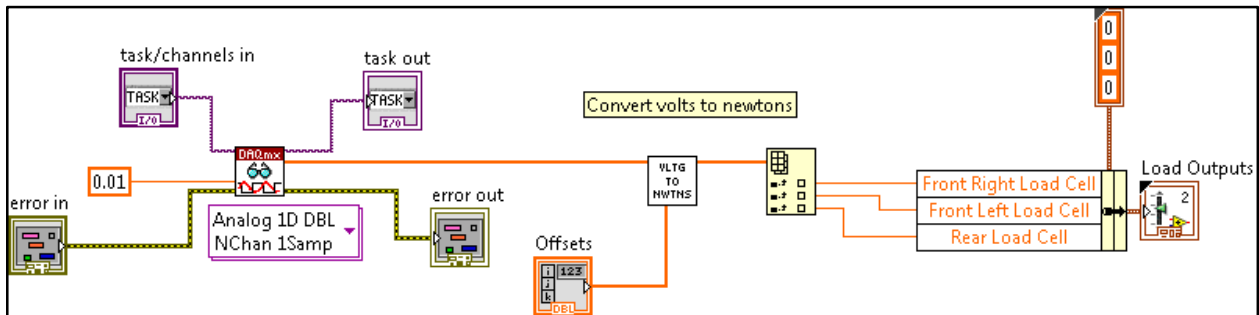 0
0
0
task/channels in
task out
TASK
I/O
TASK
I/O
Convert volts to newtons
DAQmx
VLTG
TO
NWTNS
0.01
Load Outputs
Front Right Load Cell
2
error in
error out
Analog 1D DBL
NChan 1Samp
Front Left Load Cell
Rear Load Cell
Offsets
i
j
k
123
DBL